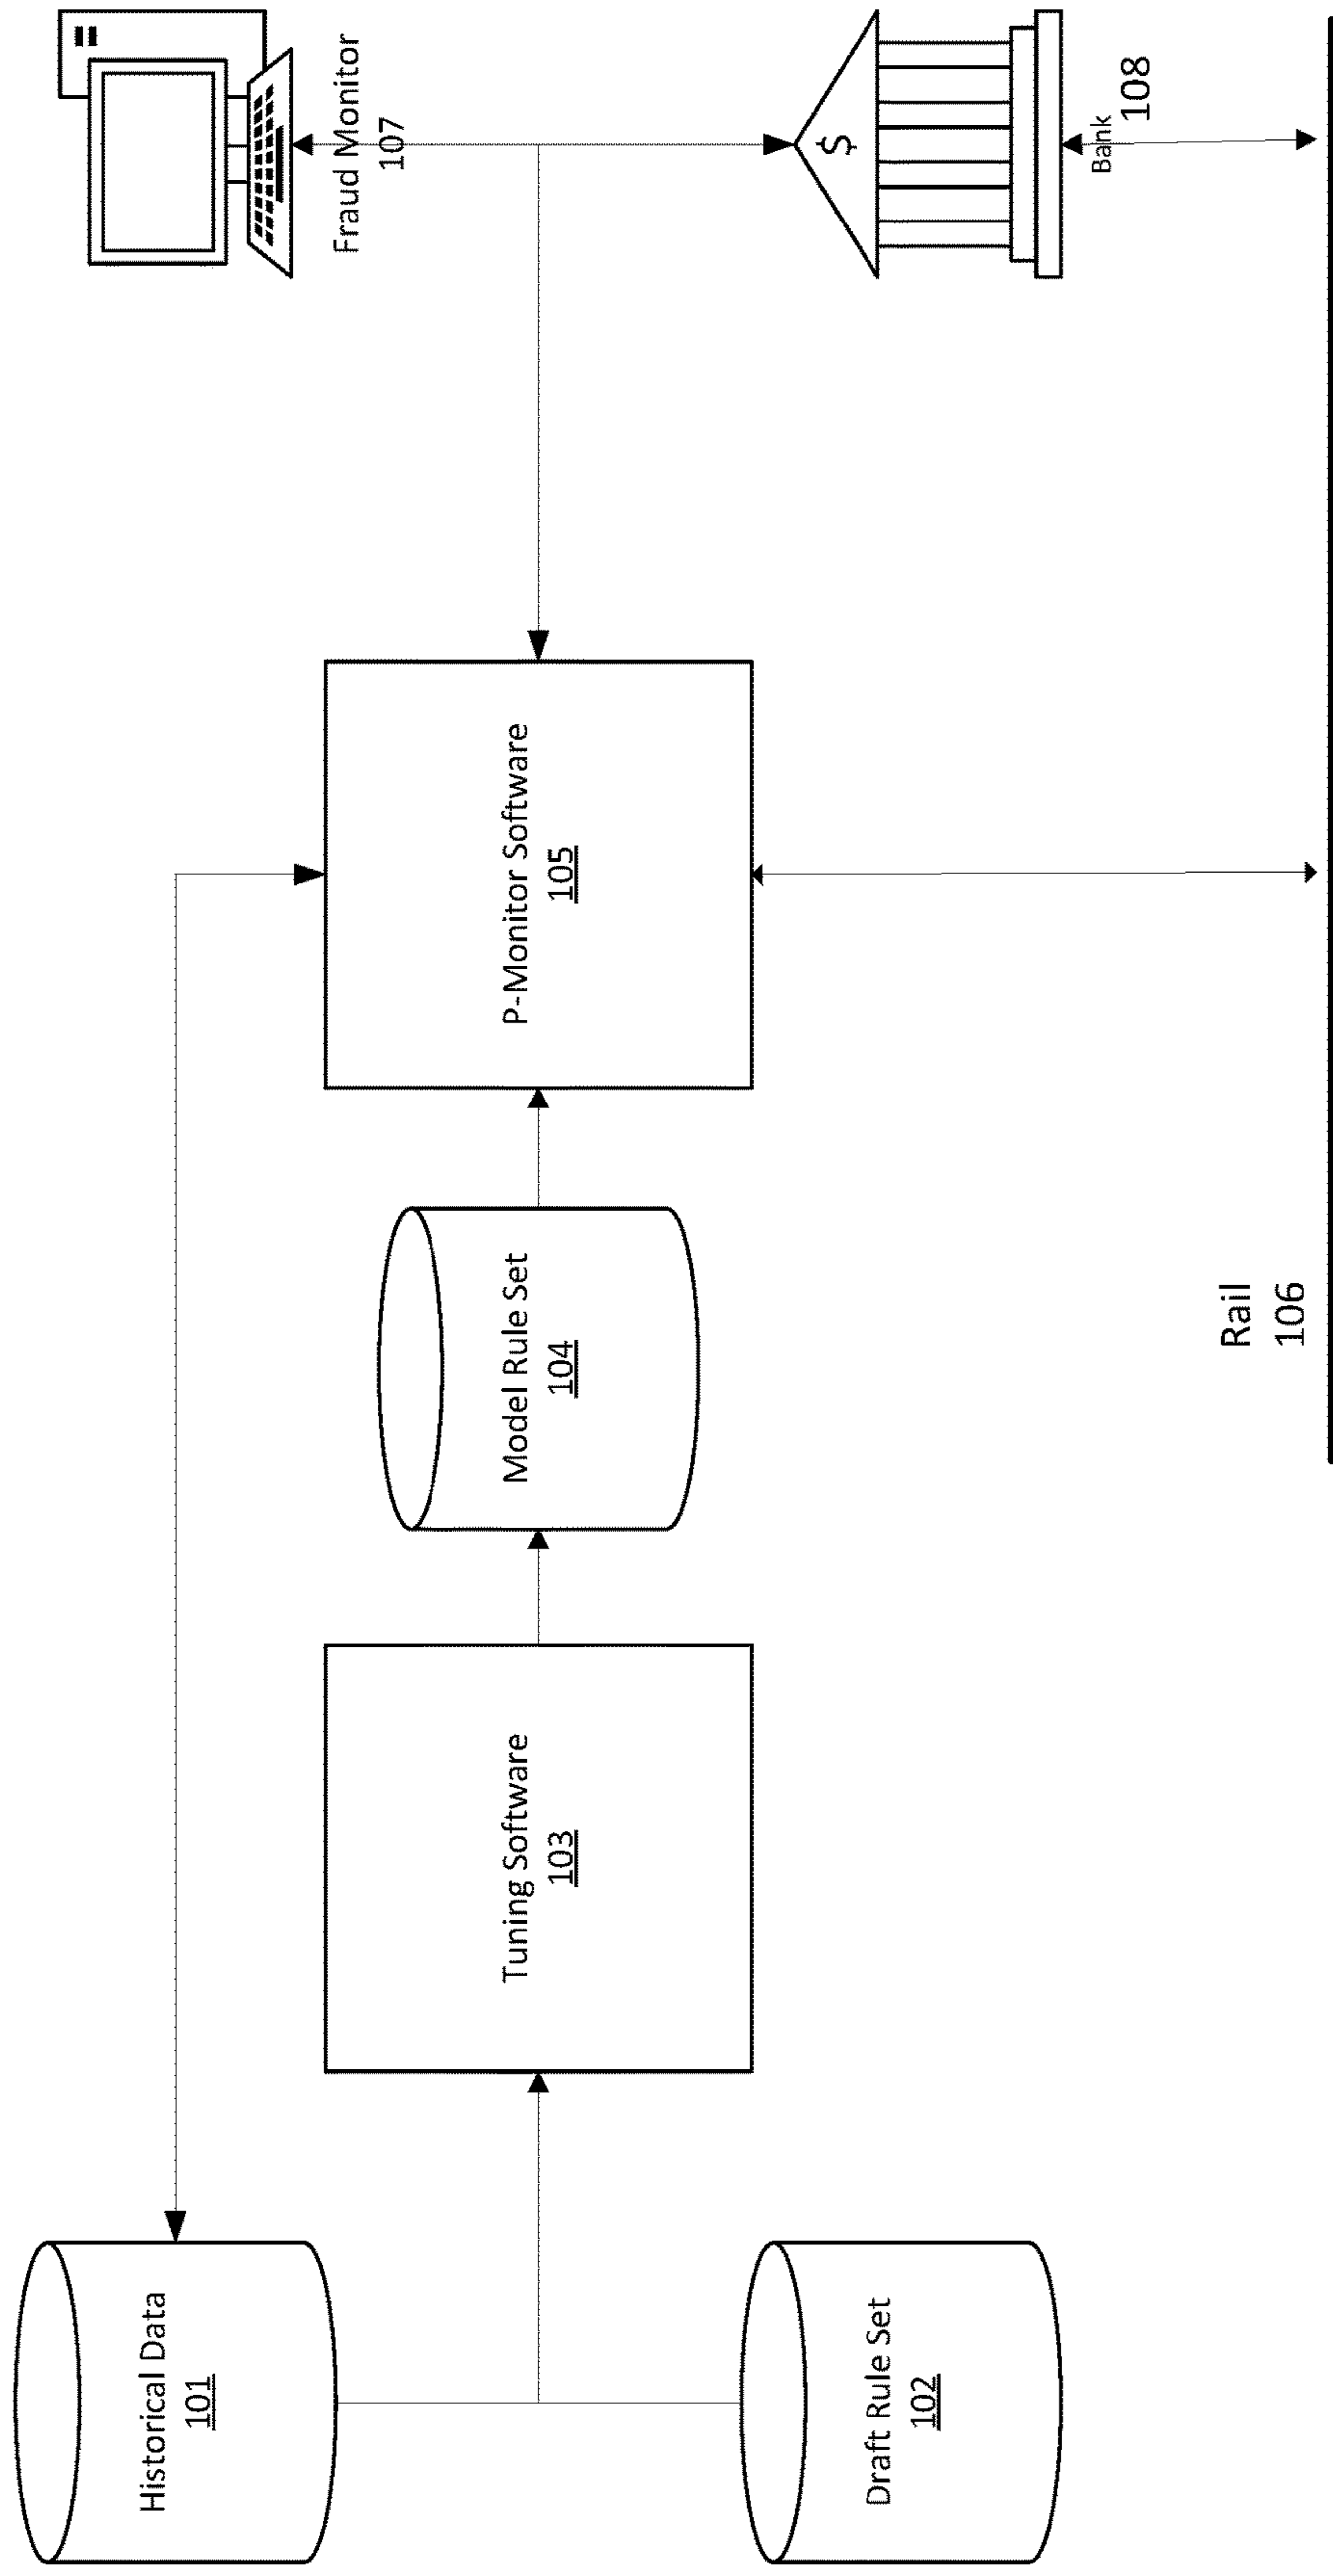 Historical Data
101
Draft Rule Set
102
Tuning Software
103
Model Rule Set
104
P-Monitor Software
105
Rail
106
Fraud Monitor
107
$
Bank
108